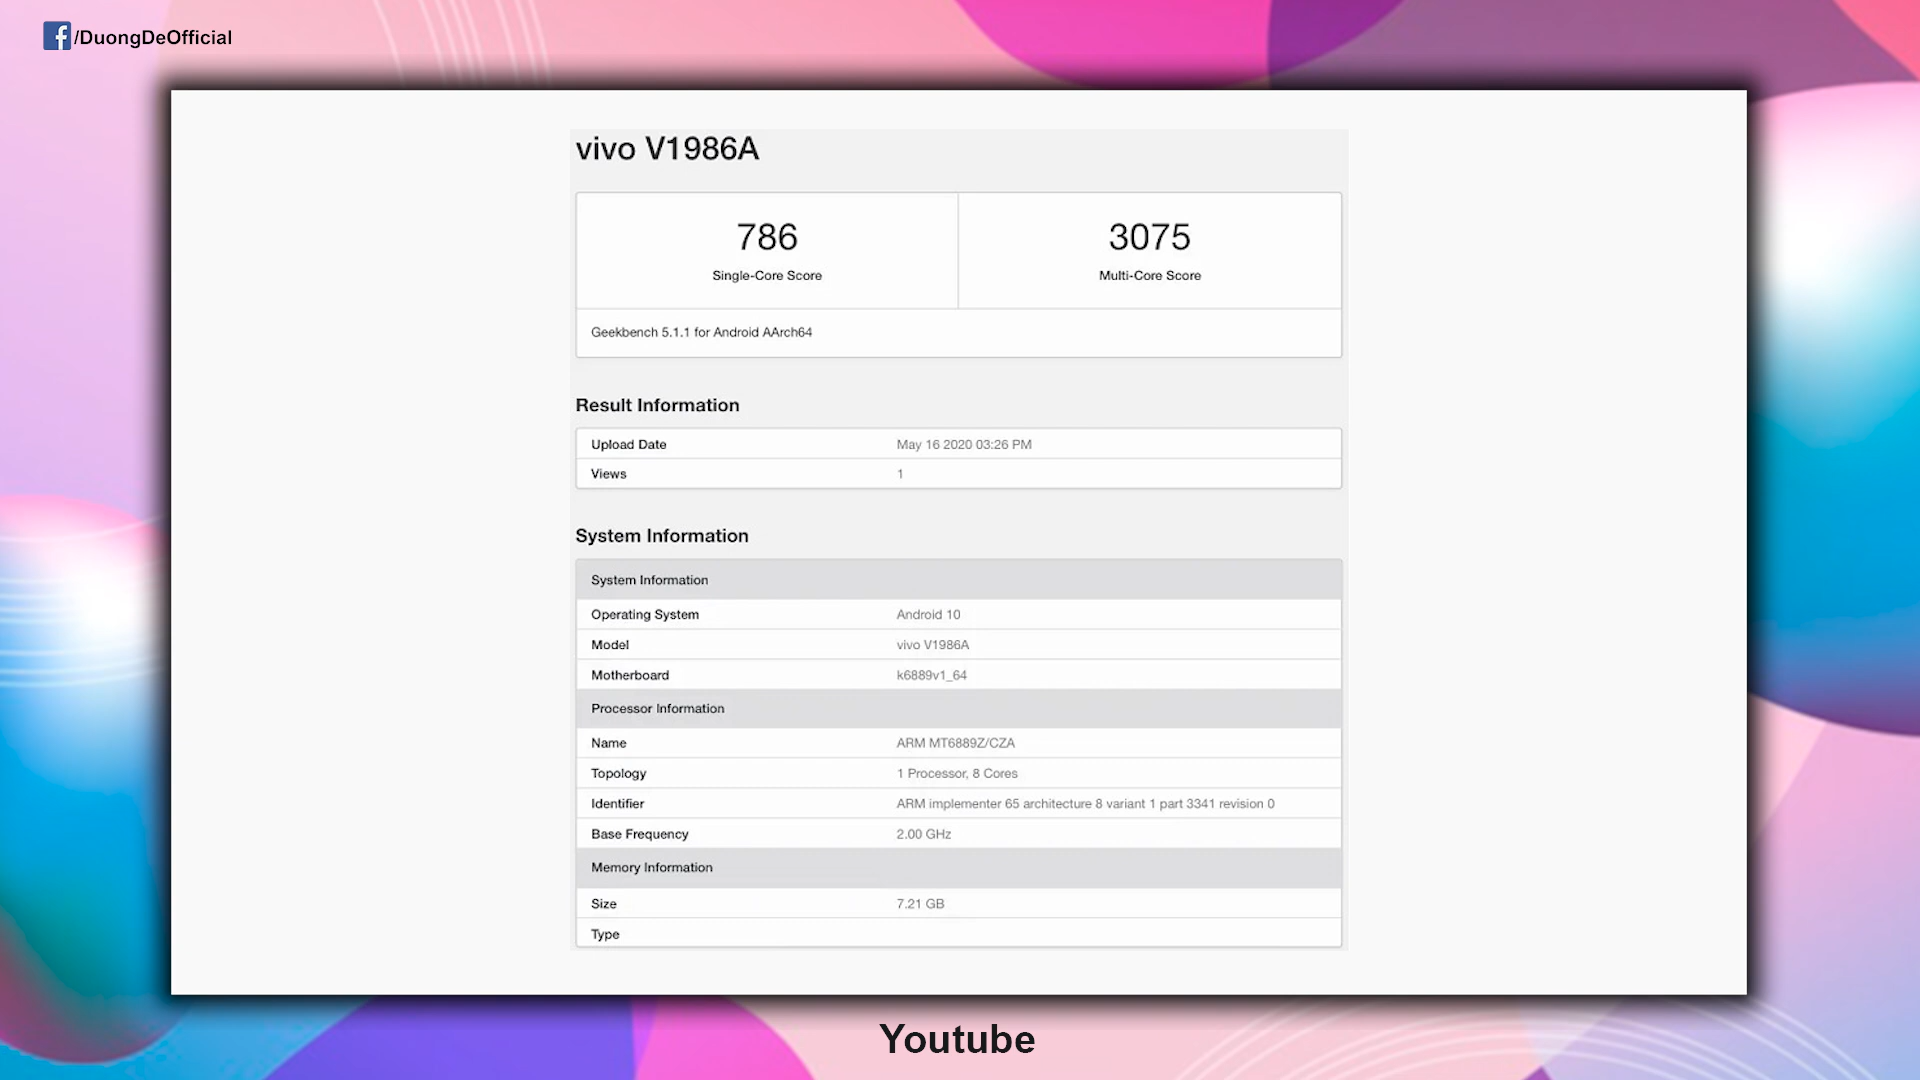 /DuongDeOfficial
vivo V1986A
786
Single-Core Score
3075
Multi-Core Score
Geekbench 5.1.1 for Android AArch64
Result Information
Upload Date May 16 2020 03:26 PM
Views 1
System Information
System Information
Operating System Android 10
Model vivo V1986A
Motherboard k6889v1_64
Processor Information
Name ARM MT6889Z/CZA
Topology 1 Processor, 8 Cores
Identifier ARM implementer 65 architecture 8 variant 1 part 3341 revision 0
Base Frequency 2.00 GHz
Memory Information
Size 7.21 GB
Type
Youtube